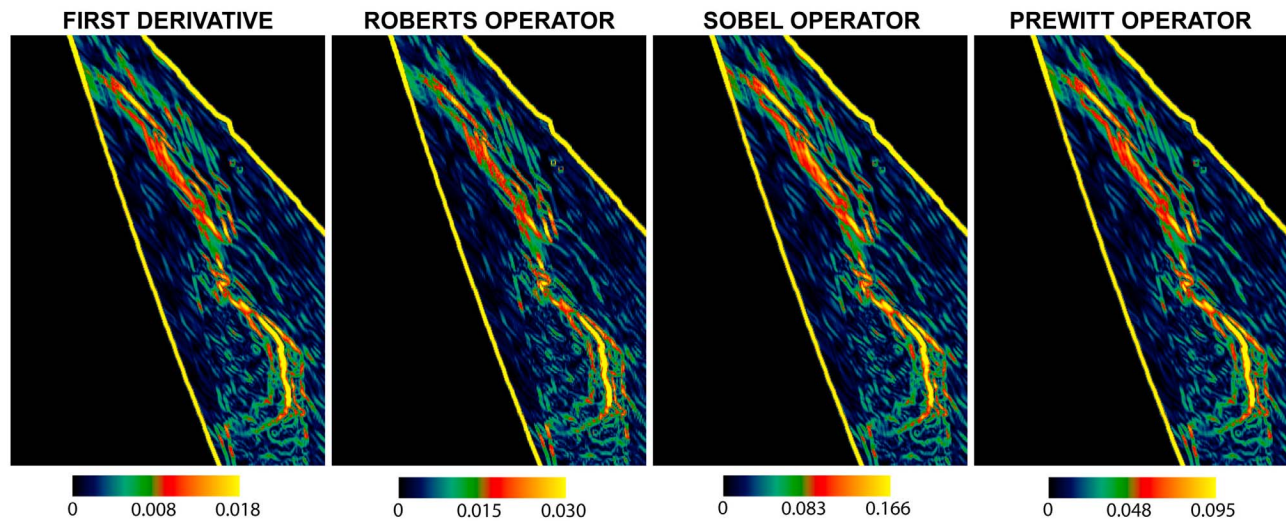 FIRST DERIVATIVE ROBERTS OPERATOR SOBEL OPERATOR PREWITT OPERATOR
0 0.008 0.018 0 0.015 0.030 0 0.083 0.166 0 0.048 0.095